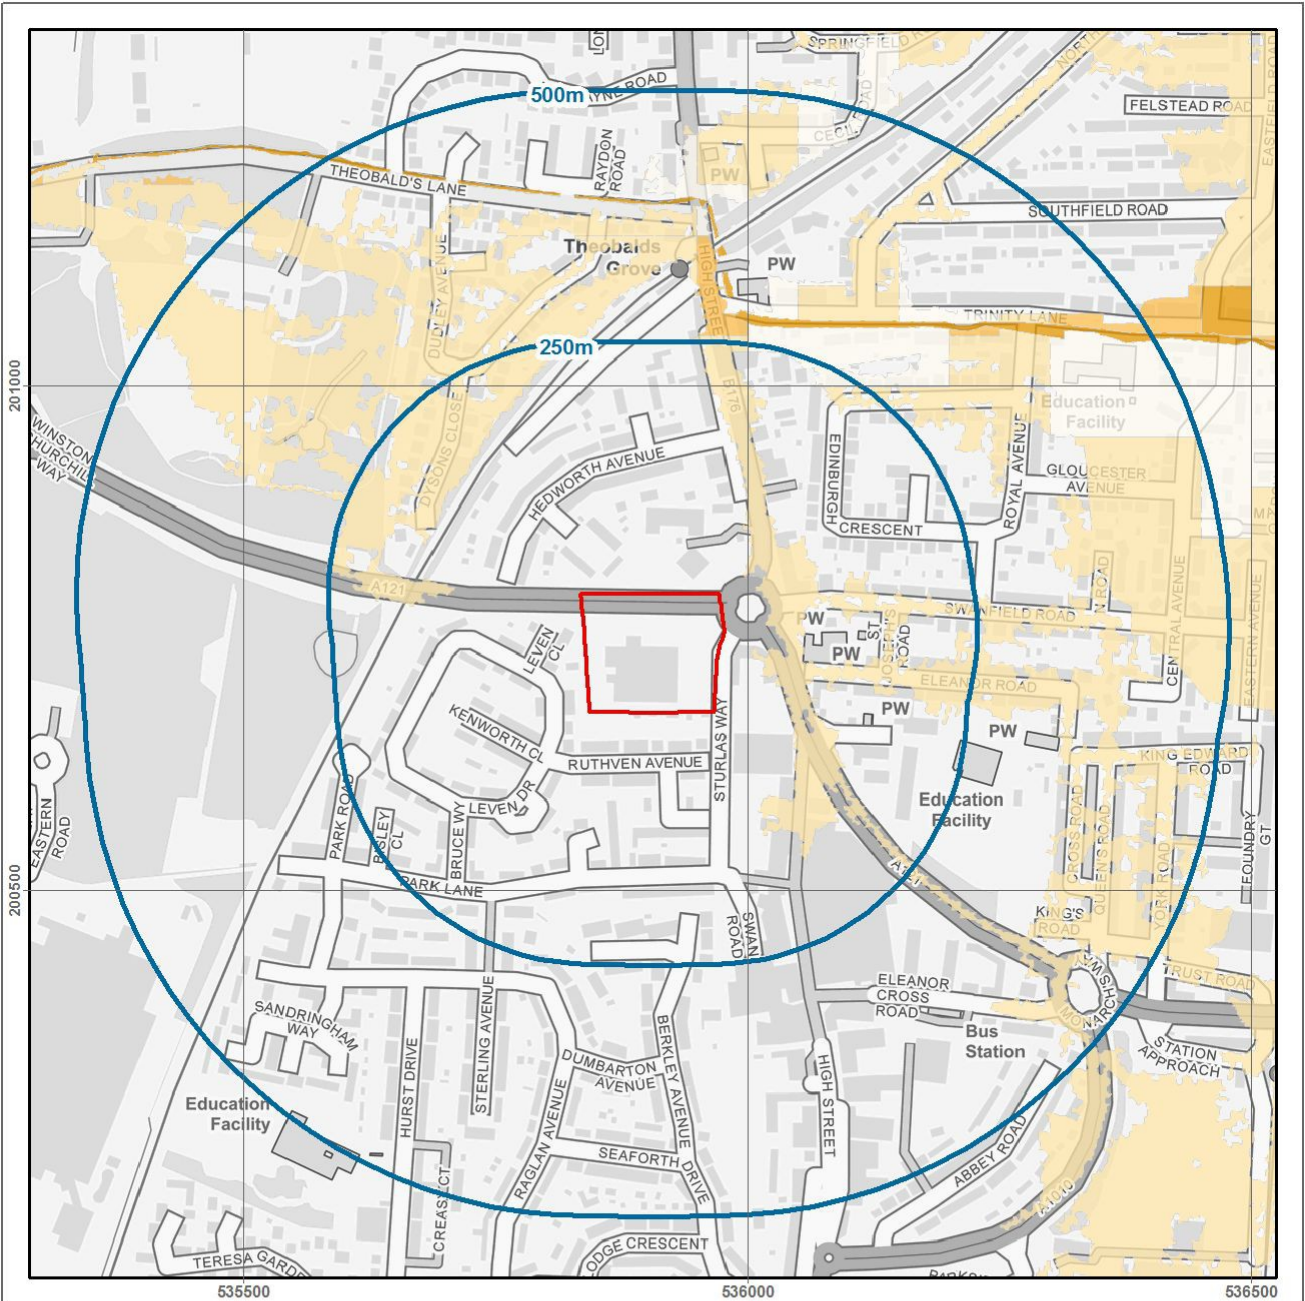 SPRINGFIELD
500m
AYNE ROAD
FELSTEAD ROAD
NORTH
EASTFIELD ROAD
CECIL
ROAD
RAYDON
ROAD
PW
THEOBALD'S LANE
SOUTHFIELD ROAD
Theobalds
Grove
PW
HIGH STREE
TRINITY LANE
DUDLEY AVENUE
250m
B176
201000
Education
Facility
WINSTON
CHURCHILL
WAY
DYSONS CLOSE
HEDWORTH AVENUE
EDINBURGH
CRESCENT
ROYAL AVENUE
GLOUCESTER
AVENUE
A121
SWANFIELD ROAD
N ROAD
CENTRAL AVENUE
EASTERN AVENUE
PW
ST
JOSEPH'S
ROAD
PW
LEVEN
CL
ELEANOR ROAD
PW
PW
KENWORTH CL
RUTHVEN AVENUE
STURLAS WAY
KING EDWARD
ROAD
LEVEN DR
Education
Facility
EASTERN
ROAD
PARK ROAD
BISLEY
CL
BRUCE WY
CROSS ROAD
QUEEN'S ROAD
YORK ROAD
FOUNDRY
GT
PARK LANE
A121
200500
KING'S
ROAD
SWAN
ROAD
TRUST ROAD
ELEANOR
CROSS
ROAD
MONARCH'S WY
SANDRINGHAM
WAY
STERLING AVENUE
Bus
Station
STATION
APPROACH
HURST DRIVE
DUMBARTON
AVENUE
BERKLEY AVENUE
HIGH STREET
Education
Facility
RAGLAN AVENUE
SEAFORTH DRIVE
ABBEY ROAD
CREAS CT
A1010
TERESA GARDE
ODGE CRESCENT
535500
536000
536500